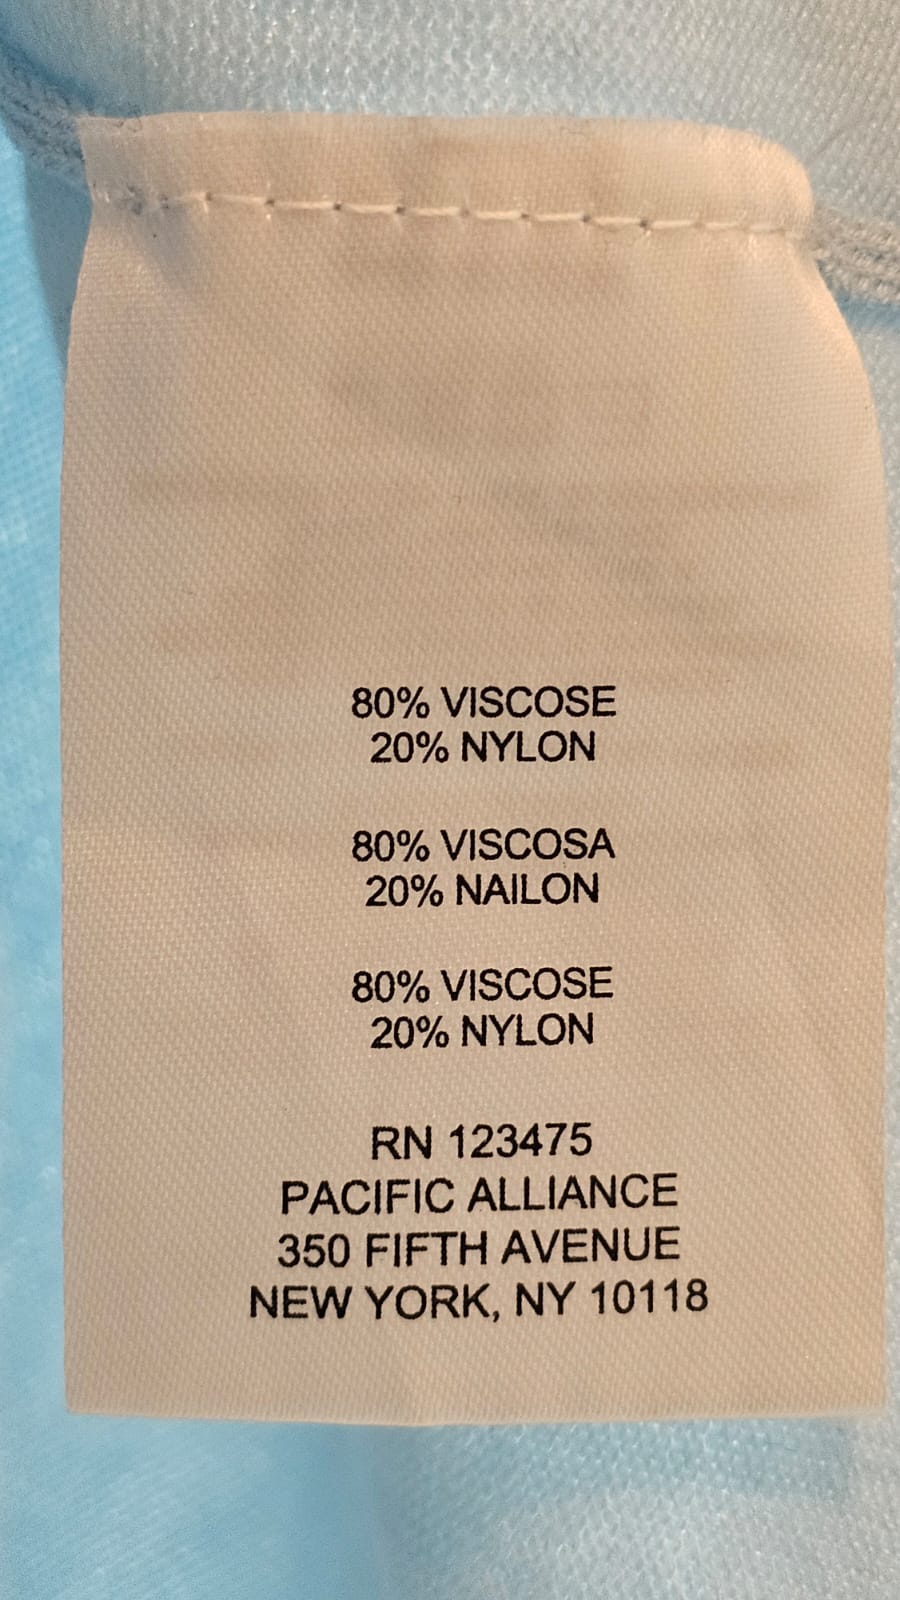 80% VISCOSE
20% NYLON
80% VISCOSA
20% NAILON
80% VISCOSE
20% NYLON
RN 123475
PACIFIC ALLIANCE
350 FIFTH AVENUE
NEW YORK, NY 10118